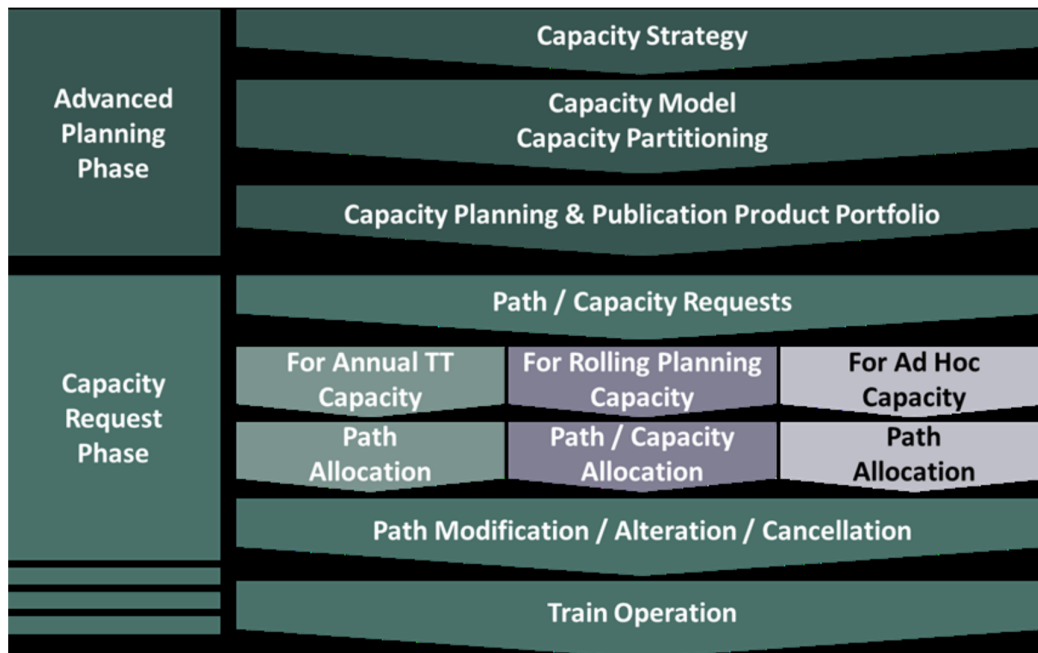 Capacity Strategy
Advanced
Planning
Phase
Capacity Model
Capacity Partitioning
Capacity Planning & Publication Product Portfolio
Capacity
Request
Phase
Path / Capacity Requests
For Annual TT
Capacity
For Rolling Planning
Capacity
For Ad Hoc
Capacity
Path
Allocation
Path / Capacity
Allocation
Path
Allocation
Path Modification / Alteration / Cancellation
Train Operation